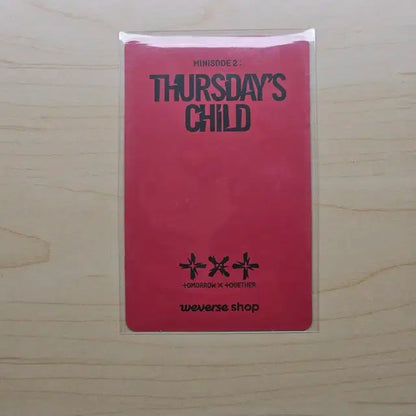 MINISODE 2:
THURSDAY'S
CHILD
TOMORROW X TOGETHER
weverse shop